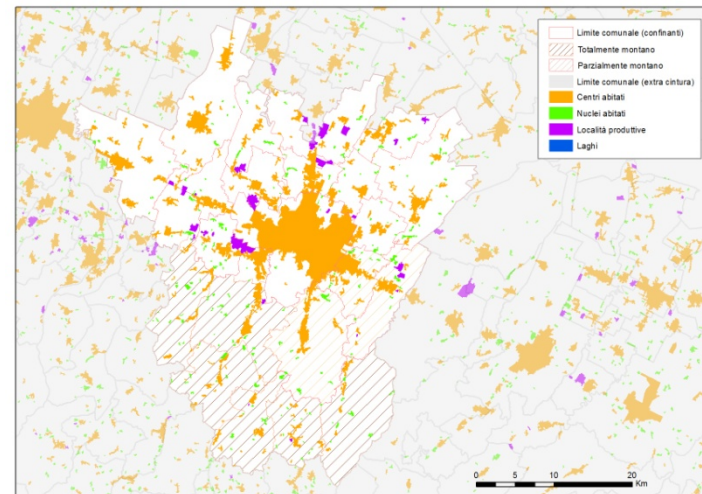 Limite comunale (confinanti)
Totalmente montano
Parzialmente montano
Limite comunale (extra cintura)
Centri abitati
Nuclei abitati
Località produttive
Laghi
0 5 10 20
Km